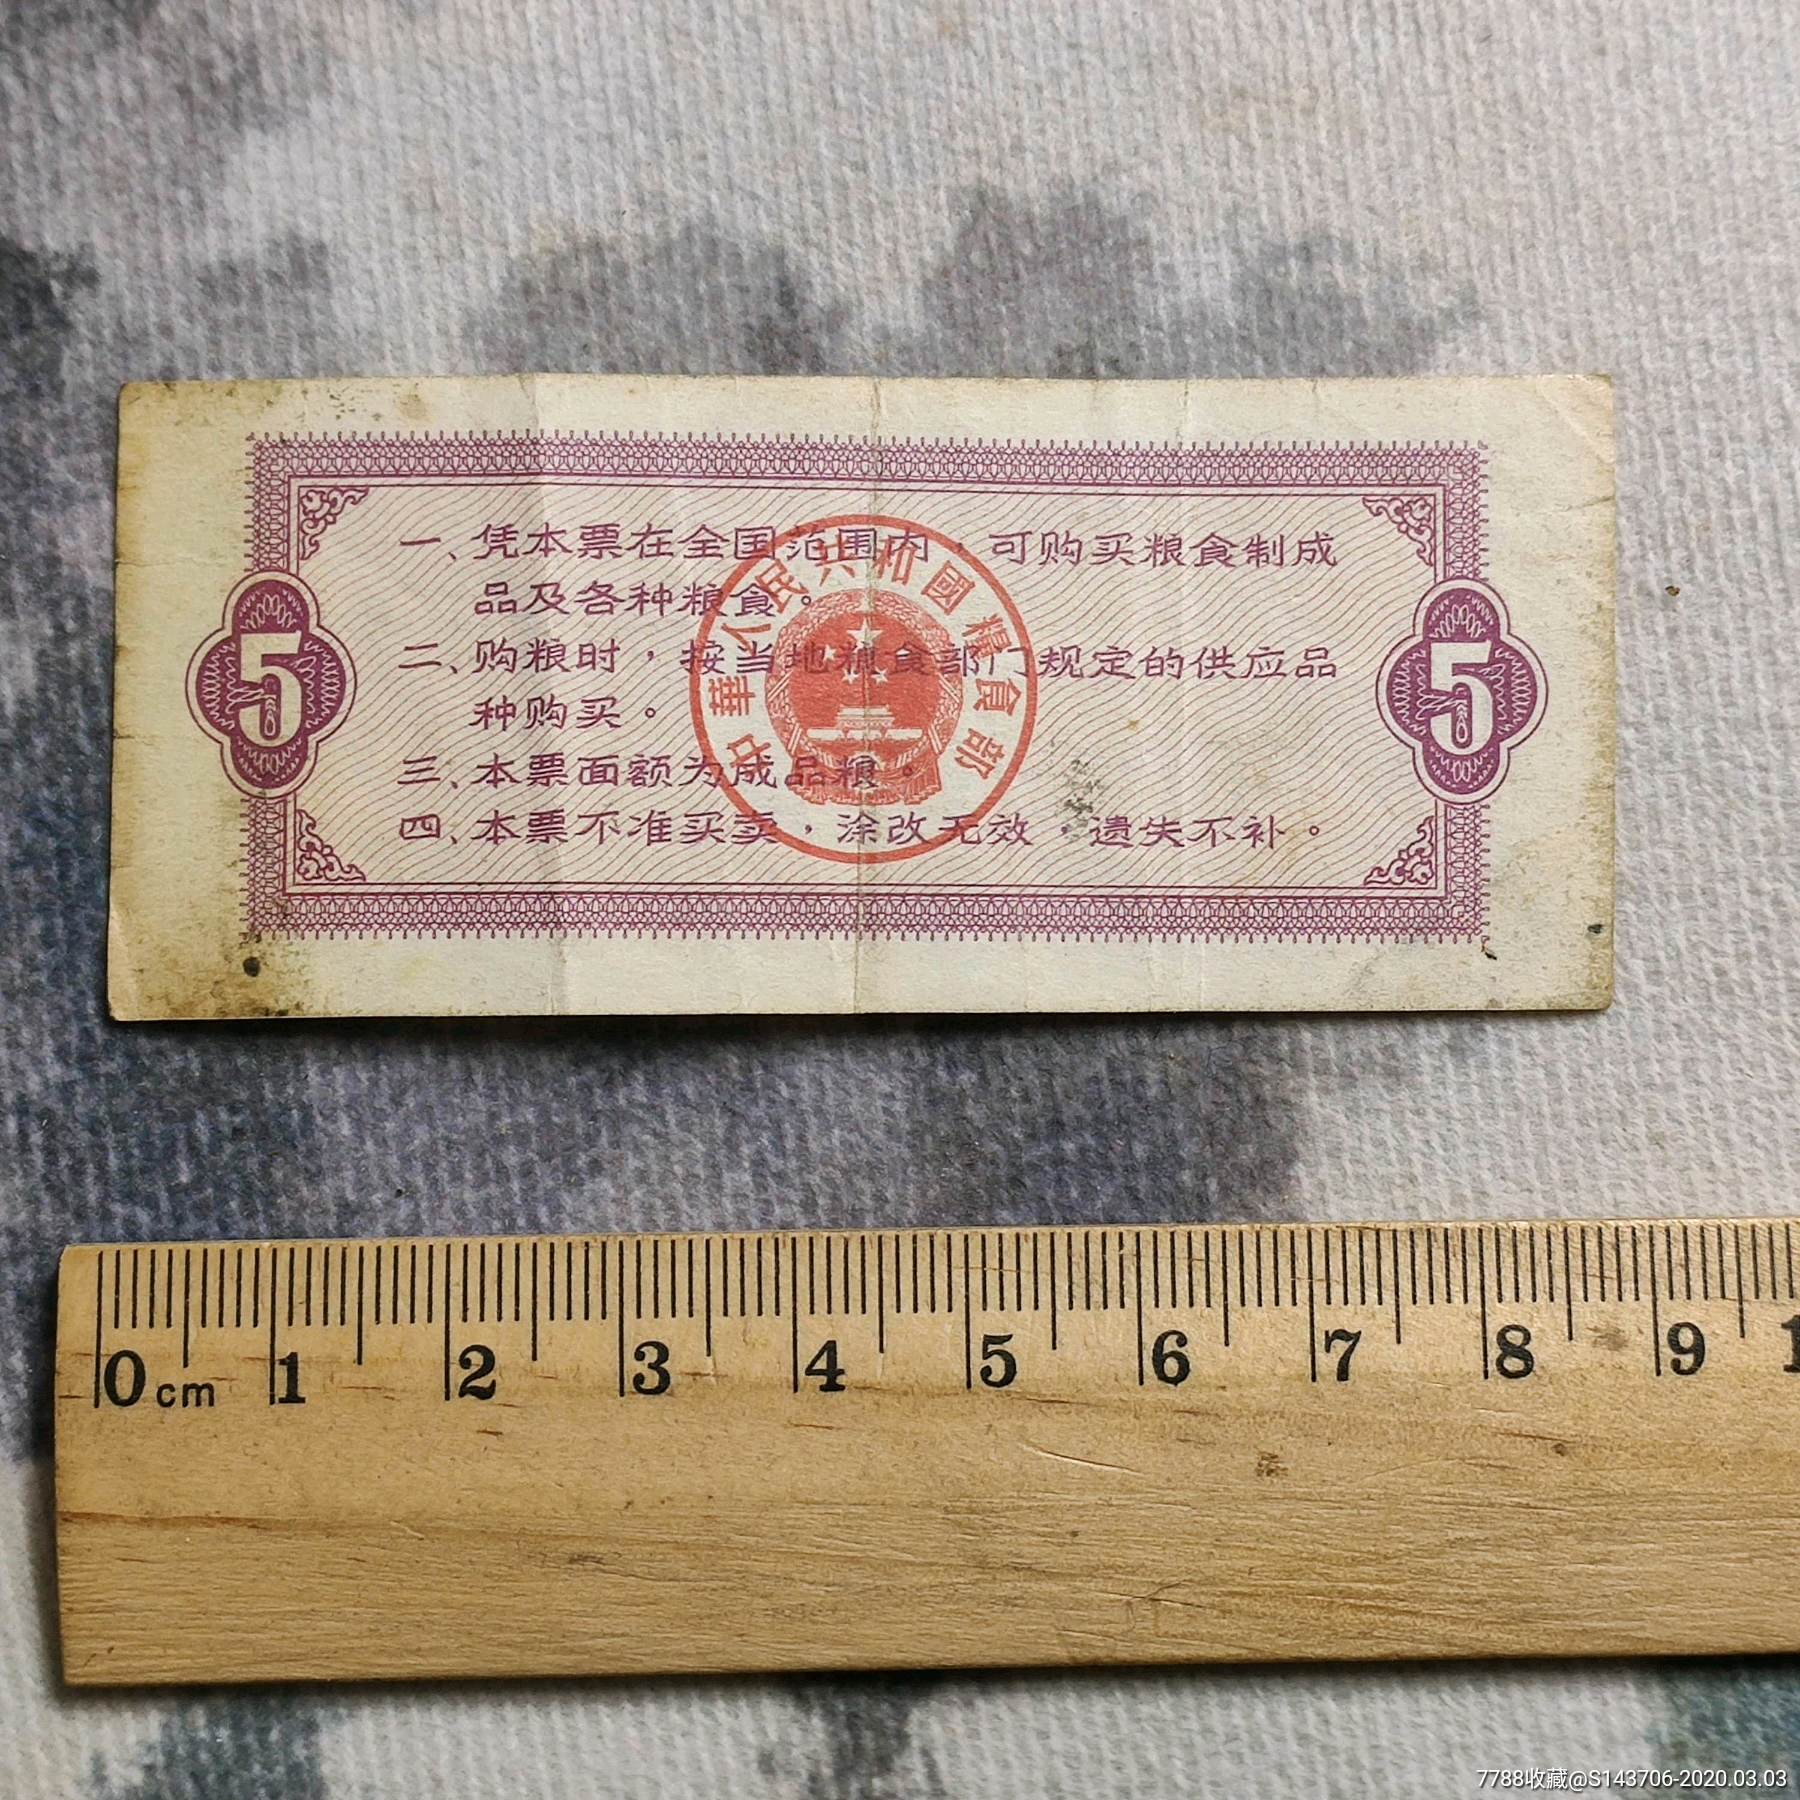 一、凭本票在全国范围内，可购买粮食制成
品及各种粮食。
二、购粮时，按当地粮食部门规定的供应品
种购买。
三、本票面额为成品粮。
四、本票不准买卖，涂改无效，遗失不补。
5
5
中華人民共和國糧食部
0cm 1 2 3 4 5 6 7 8 9 1
7788收藏@S143706-2020.03.03